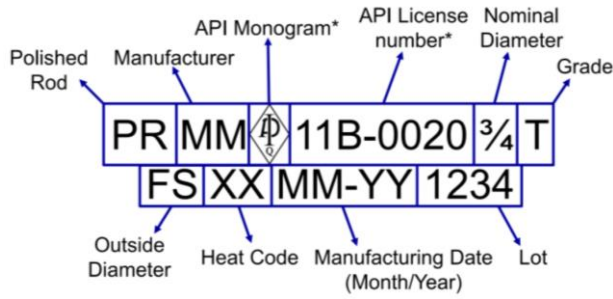 API Monogram*
API License
number*
Nominal
Diameter
Polished
Rod
Manufacturer
Grade
PR MM API Q 11B-0020 ¾ T
FS XX MM-YY 1234
Outside
Diameter
Heat Code
Manufacturing Date
(Month/Year)
Lot